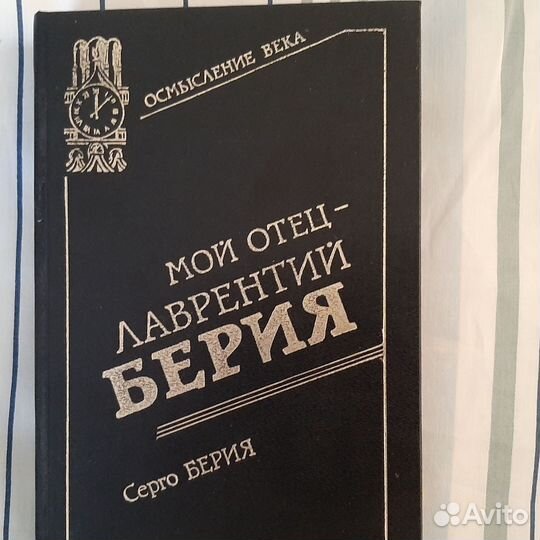 ОСМЫСЛЕНИЕ ВЕКА
МОЙ ОТЕЦ –
ЛАВРЕНТИЙ
БЕРИЯ
Серго БЕРИЯ
Avito